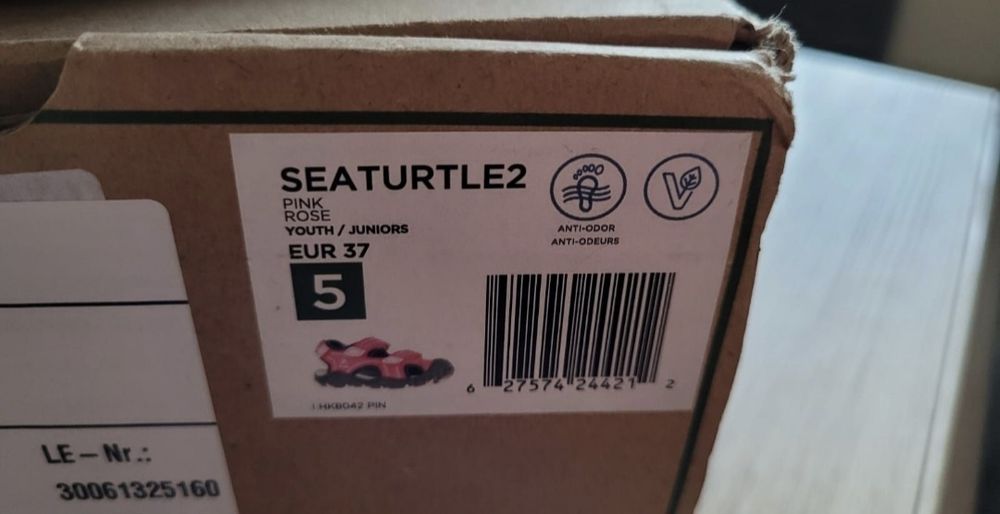 SEATURTLE2
PINK
ROSE
YOUTH / JUNIORS
EUR 37
5
ANTI-ODOR
ANTI-ODEURS
6 27574 24421 2
HKB042 PIN
LE-Nr.:
30061325160